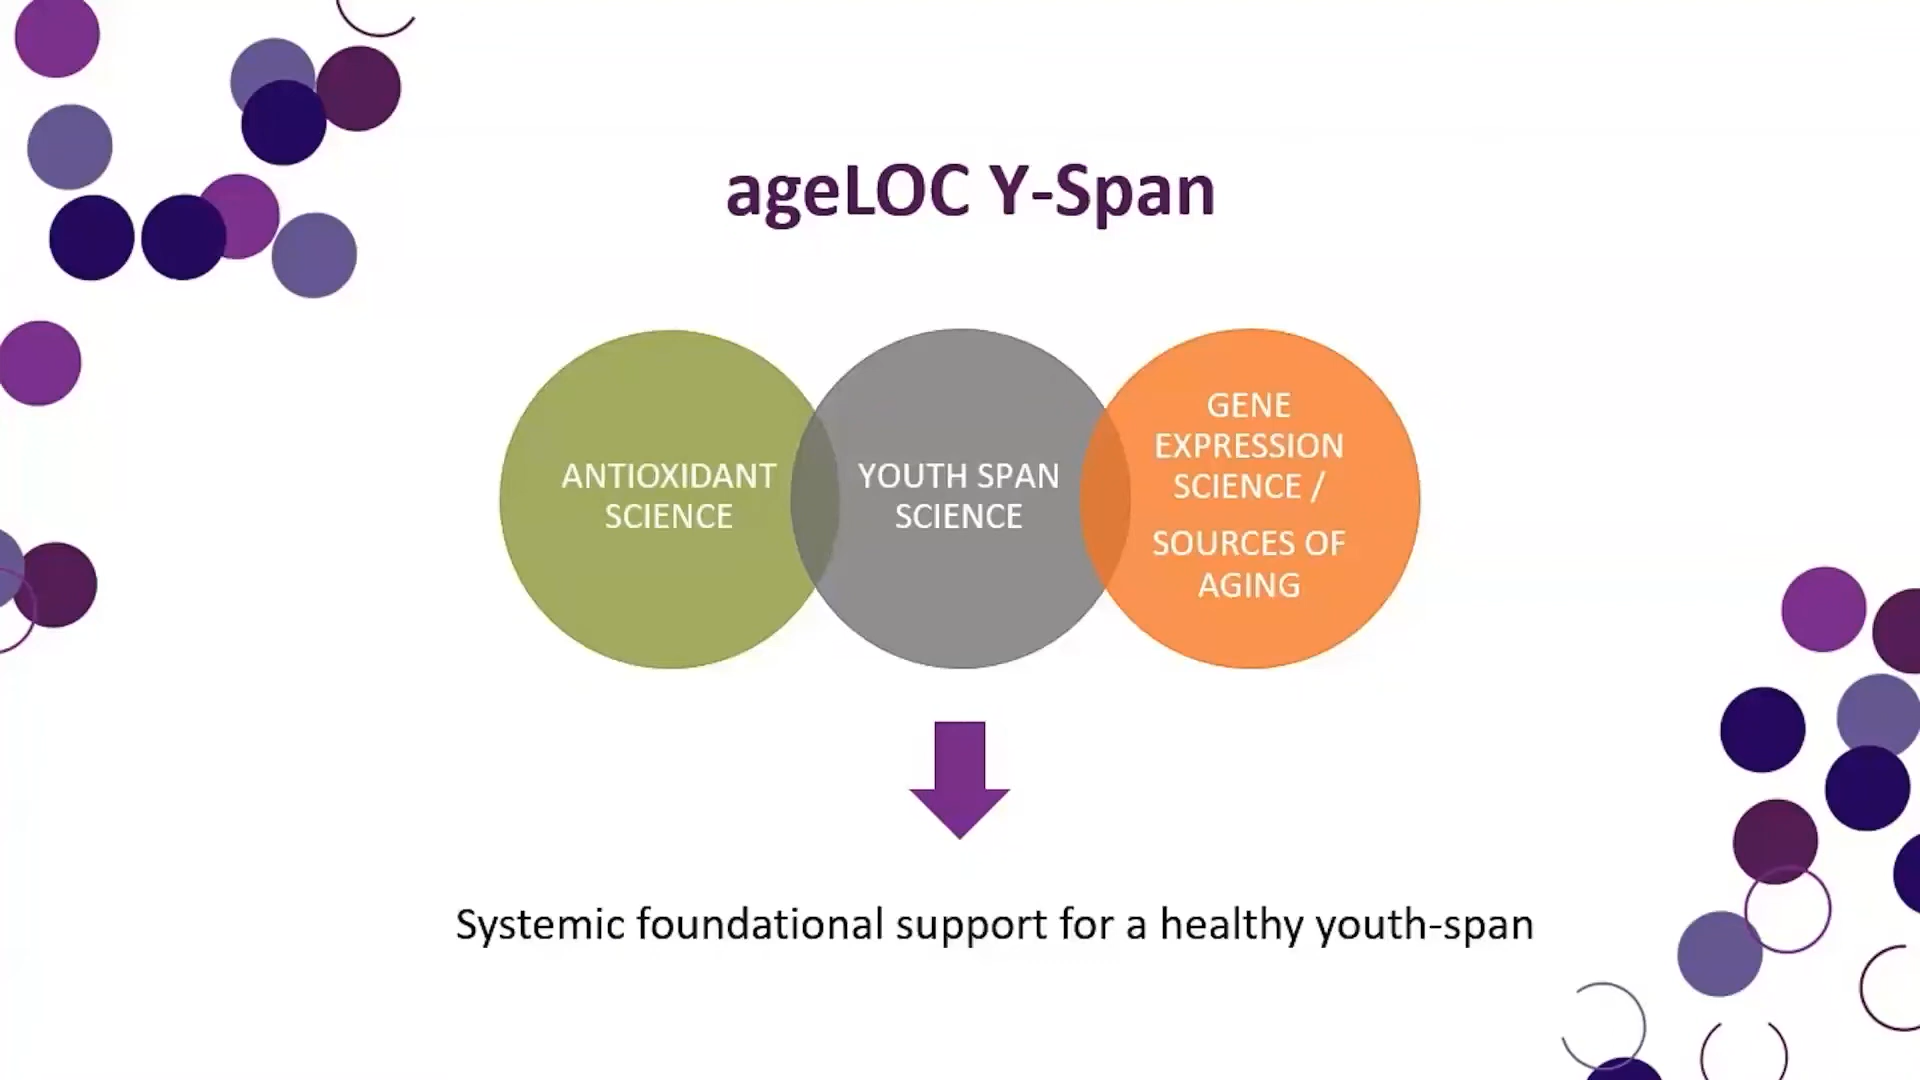 ageLOC Y-Span
ANTIOXIDANT
SCIENCE
YOUTH SPAN
SCIENCE
GENE
EXPRESSION
SCIENCE /
SOURCES OF
AGING
Systemic foundational support for a healthy youth-span